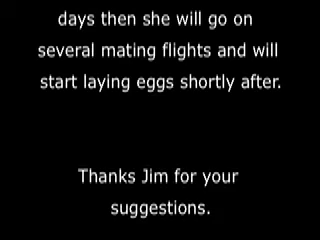 days then she will go on
several mating flights and will
start laying eggs shortly after.
Thanks Jim for your
suggestions.